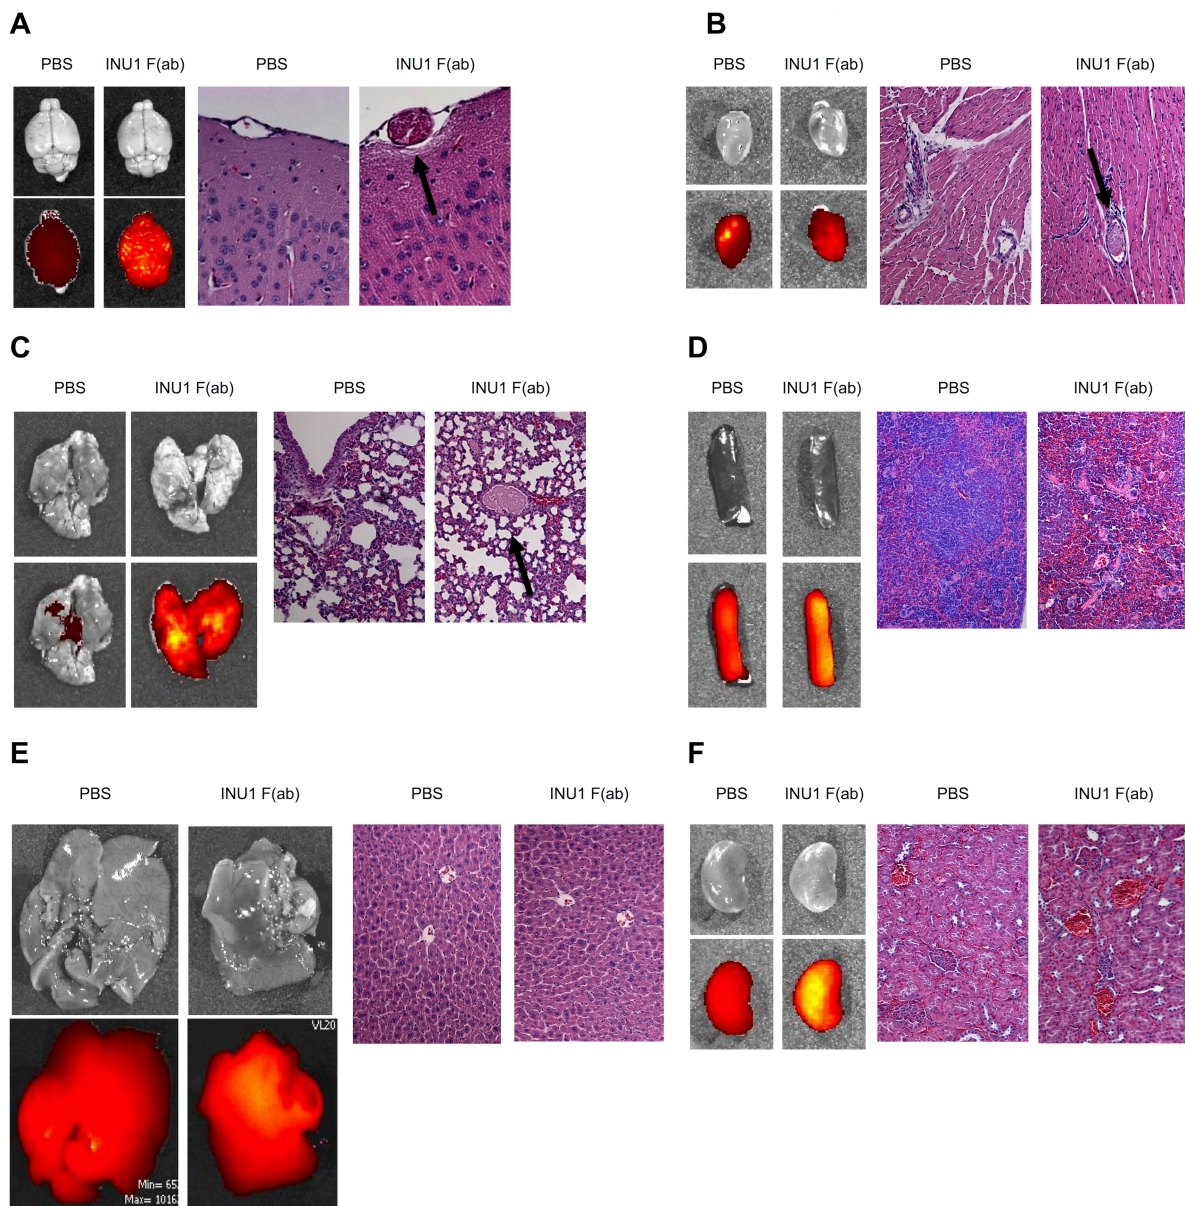 A
B
PBS INU1 F(ab) PBS INU1 F(ab)
PBS INU1 F(ab) PBS INU1 F(ab)
C
D
PBS INU1 F(ab) PBS INU1 F(ab)
PBS INU1 F(ab) PBS INU1 F(ab)
E
F
PBS INU1 F(ab) PBS INU1 F(ab)
PBS INU1 F(ab) PBS INU1 F(ab)
VL20
Min= 65
Max= 1016